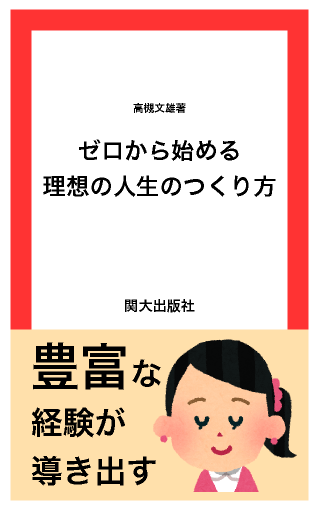 高槻文雄著
ゼロから始める
理想の人生のつくり方
関大出版社
豊富な
経験が
導き出す